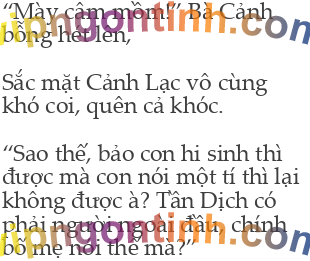 “Mày câm mồm!” Bà Cảnh
bỗng hét lên,
Sắc mặt Cảnh Lạc vô cùng
khó coi, quên cả khóc.
“Sao thế, bảo con hi sinh thì
được mà con nói một tí thì lại
không được à? Tần Dịch có
phải người ngoài đâu, chính
bố mẹ nói thế mà?”
vipngontinh.com
vipngontinh.com